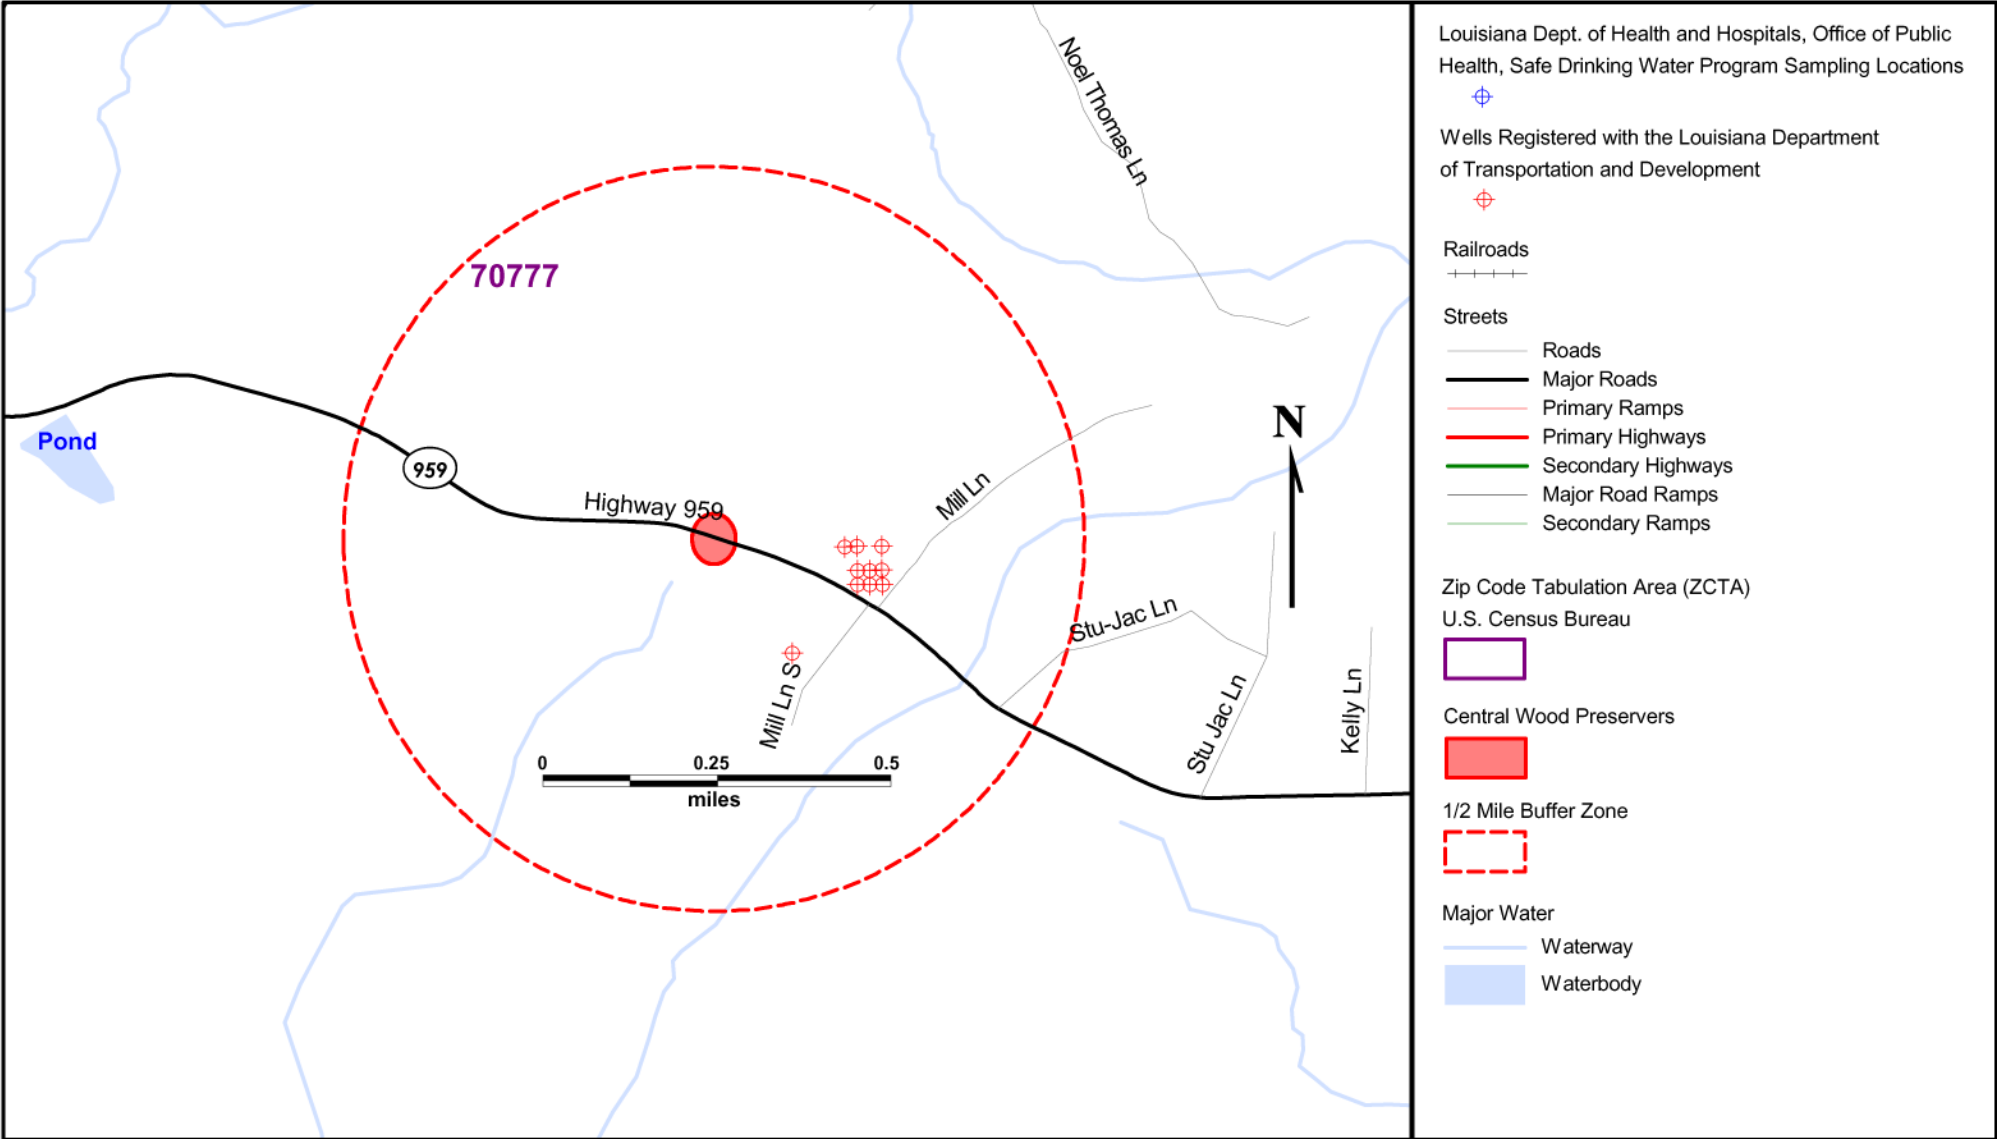 Noel Thomas Ln
70777
Pond
959
Highway 959
Mill Ln
Stu-Jac Ln
Mill Ln S
Stu Jac Ln
Kelly Ln
N
0 0.25 0.5
miles
Louisiana Dept. of Health and Hospitals, Office of Public
Health, Safe Drinking Water Program Sampling Locations
Wells Registered with the Louisiana Department
of Transportation and Development
Railroads
Streets
Roads
Major Roads
Primary Ramps
Primary Highways
Secondary Highways
Major Road Ramps
Secondary Ramps
Zip Code Tabulation Area (ZCTA)
U.S. Census Bureau
Central Wood Preservers
1/2 Mile Buffer Zone
Major Water
Waterway
Waterbody